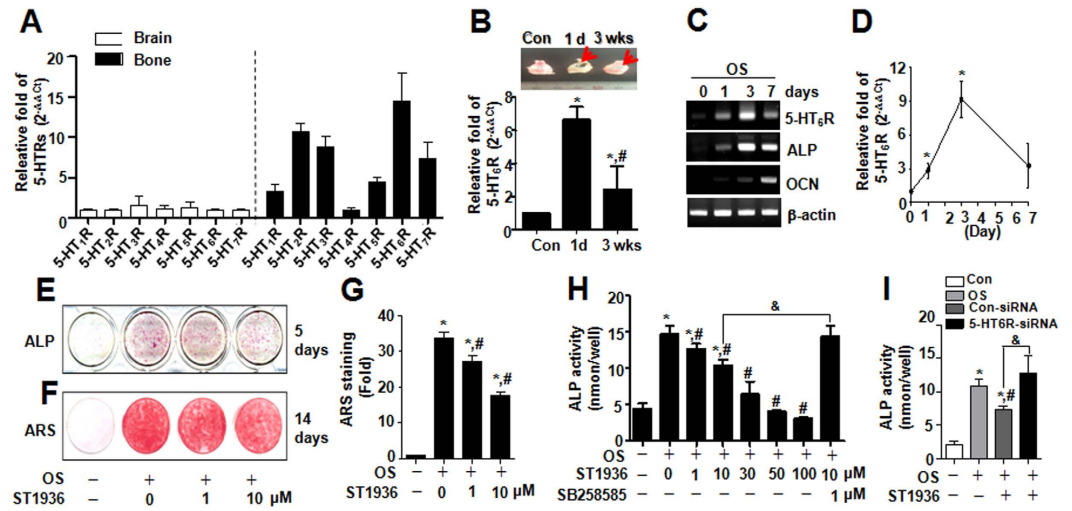 A
Brain
Bone
Releative fold of
5-HTRs (2-ΔΔCt)
20
15
10
5
0
5-HT1R
5-HT2R
5-HT3R
5-HT4R
5-HT5R
5-HT6R
5-HT7R
5-HT1R
5-HT2R
5-HT3R
5-HT4R
5-HT5R
5-HT6R
5-HT7R
B
Con 1 d 3 wks
Releative fold of
5-HT6R (2-ΔΔCt)
8
6
4
2
0
*
*,#
Con 1d 3 wks
C
OS
0 1 3 7 days
5-HT6R
ALP
OCN
β-actin
D
Releative fold of
5-HT6R (2-ΔΔCt)
12
9
6
3
0
*
*
0 1 2 3 4 5 6 7
(Day)
E
ALP
5
days
F
ARS
14
days
OS – + + +
ST1936 – 0 1 10 μM
G
ARS staining
(Fold)
40
30
20
10
0
*
*,#
*,#
OS – + + +
ST1936 – 0 1 10 μM
H
ALP activity
(nmon/well)
20
15
10
5
0
*
*,#
*,#
#
#
#
&
OS – + + + + + + +
ST1936 – 0 1 10 30 50 100 10 μM
SB258585 1 μM
I
Con
OS
Con-siRNA
5-HT6R-siRNA
ALP activity
(nmon/well)
20
15
10
5
0
*
*,#
&
OS – + + +
ST1936 – – + +